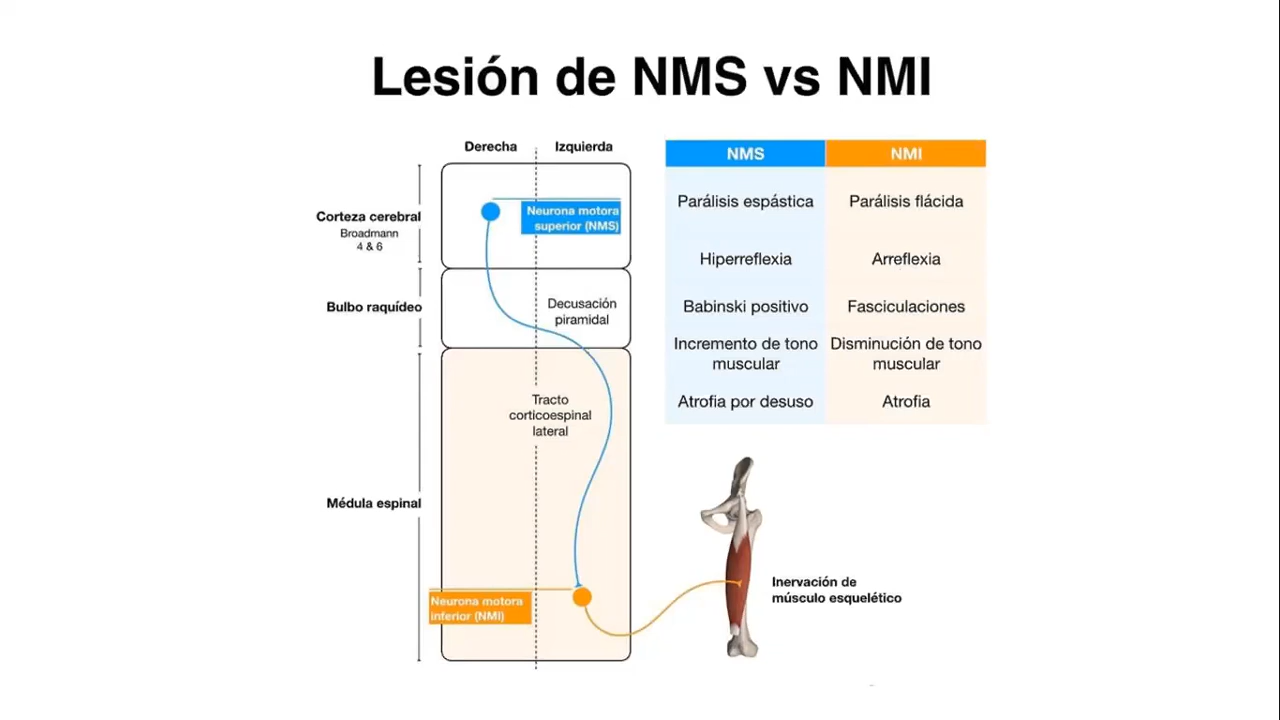 Lesión de NMS vs NMI
Derecha
Izquierda
Corteza cerebral
Broadmann
4 & 6
Neurona motora
superior (NMS)
Bulbo raquídeo
Decusación
piramidal
Tracto
corticoespinal
lateral
Médula espinal
Neurona motora
inferior (NMI)
NMS
NMI
Parálisis espástica
Parálisis flácida
Hiperreflexia
Arreflexia
Babinski positivo
Fasciculaciones
Incremento de tono
muscular
Disminución de tono
muscular
Atrofia por desuso
Atrofia
Inervación de
músculo esquelético